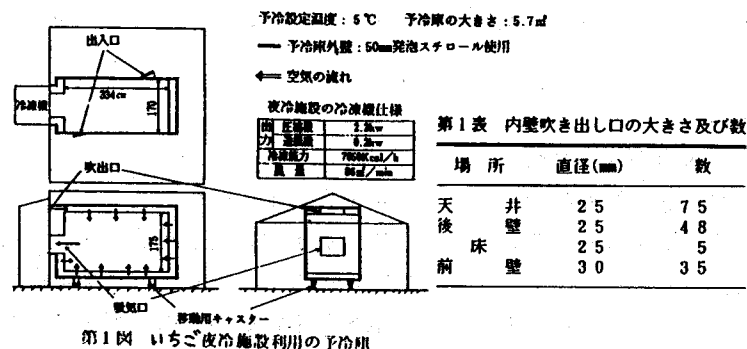 予冷設定温度：5℃　予冷庫の大きさ：5.7㎡
予冷庫外壁：50mm発泡スチロール使用
空気の流れ
出入口
冷凍機
334cm
170
夜冷施設の冷凍機仕様
出力 圧縮機 2.2kw
送風機 0.2kw
冷凍能力 7060Kcal/h
風量 86㎥/min
吹出口
175
吸気口
移動用キャスター
第1図　いちご夜冷施設利用の予冷庫
第1表　内壁吹き出し口の大きさ及び数
場所　直径(mm)　数
天井　25　75
後壁　25　48
床　25　5
前壁　30　35